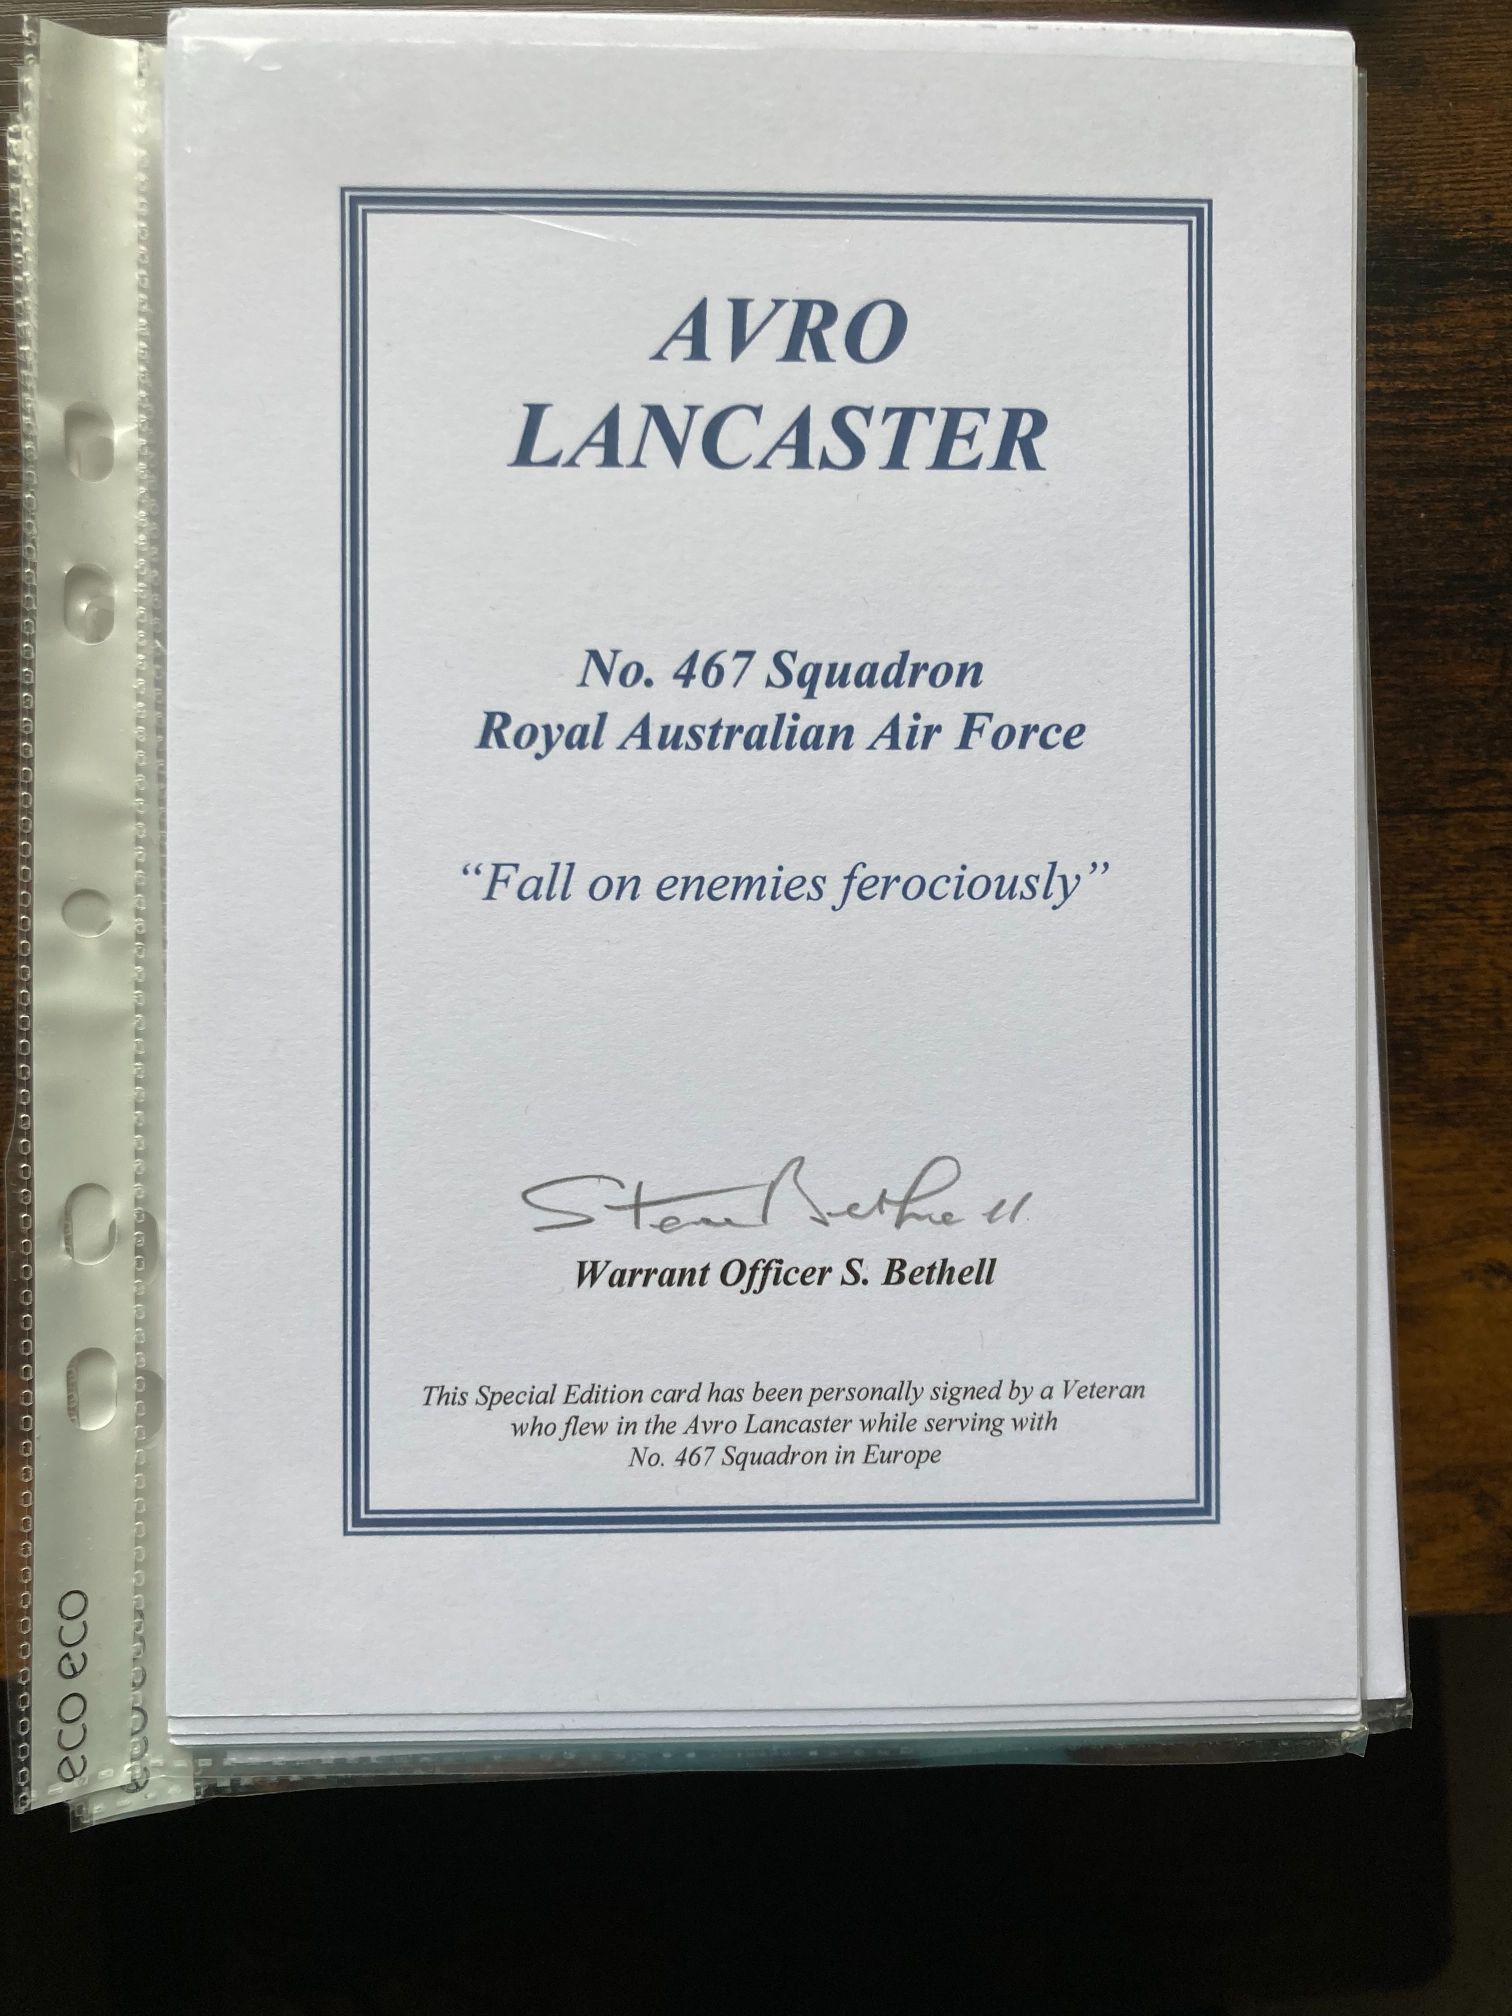 AVRO
LANCASTER
No. 467 Squadron
Royal Australian Air Force
“Fall on enemies ferociously”
Steve Bethell
Warrant Officer S. Bethell
This Special Edition card has been personally signed by a Veteran
who flew in the Avro Lancaster while serving with
No. 467 Squadron in Europe
eco eco
eco